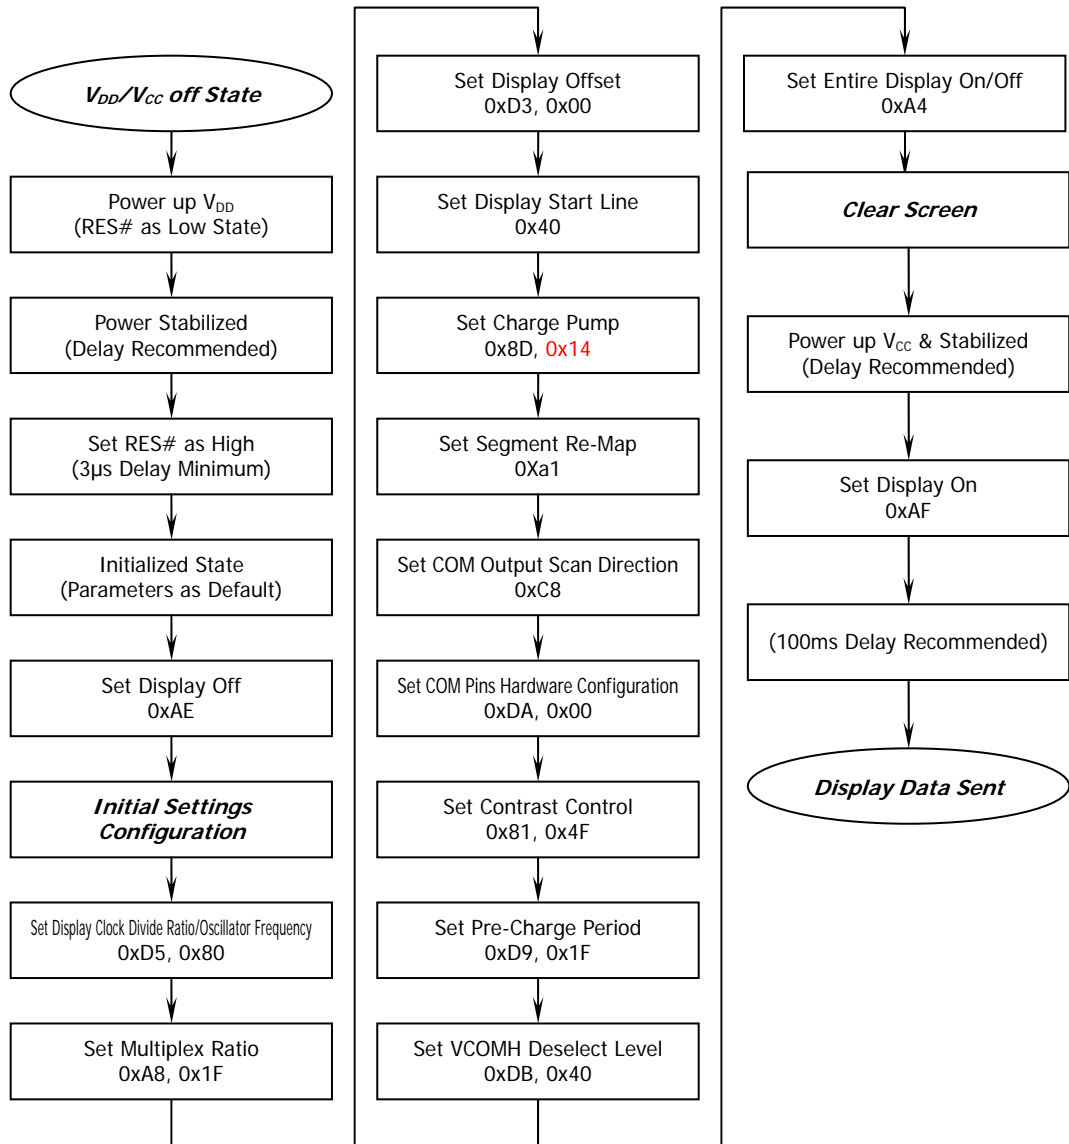 V_DD/V_CC off State
Power up V_DD
(RES# as Low State)
Power Stabilized
(Delay Recommended)
Set RES# as High
(3μs Delay Minimum)
Initialized State
(Parameters as Default)
Set Display Off
0xAE
Initial Settings
Configuration
Set Display Clock Divide Ratio/Oscillator Frequency
0xD5, 0x80
Set Multiplex Ratio
0xA8, 0x1F
Set Display Offset
0xD3, 0x00
Set Display Start Line
0x40
Set Charge Pump
0x8D, 0x14
Set Segment Re-Map
0Xa1
Set COM Output Scan Direction
0xC8
Set COM Pins Hardware Configuration
0xDA, 0x00
Set Contrast Control
0x81, 0x4F
Set Pre-Charge Period
0xD9, 0x1F
Set VCOMH Deselect Level
0xDB, 0x40
Set Entire Display On/Off
0xA4
Clear Screen
Power up V_CC & Stabilized
(Delay Recommended)
Set Display On
0xAF
(100ms Delay Recommended)
Display Data Sent